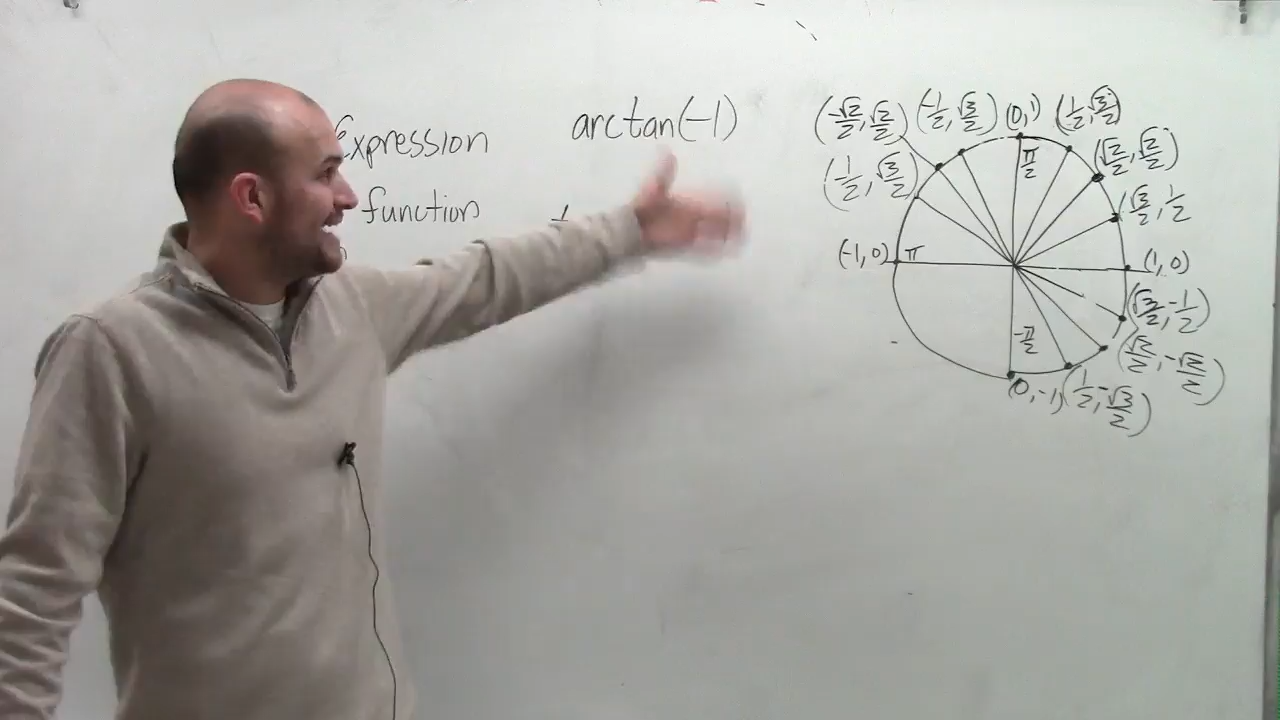 Expression
function
arctan(-1)
(-√2/2, √2/2)
(-1/2, √3/2)
(0,1)
(1/2, √3/2)
(-1/2, √3/2)
π/2
(√2/2, √2/2)
(√3/2, 1/2
(-1,0)
π
(1,0)
-π/2
(√3/2, -1/2)
(√2/2, -√2/2)
(0,-1)
(1/2, -√3/2)